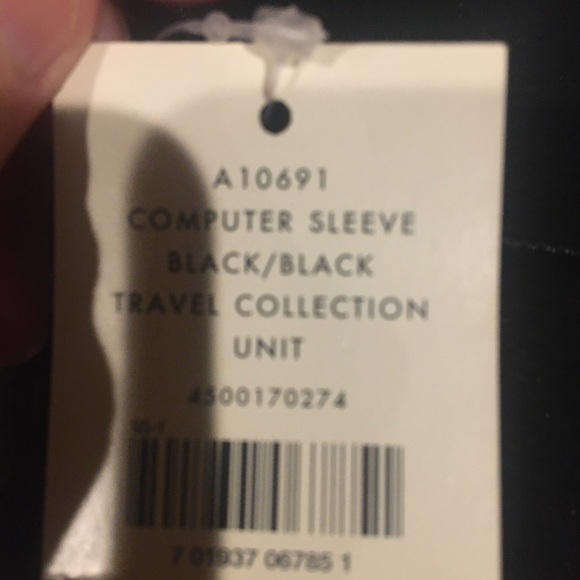 A10691
COMPUTER SLEEVE
BLACK/BLACK
TRAVEL COLLECTION
UNIT
4500170274
7 01937 06785 1